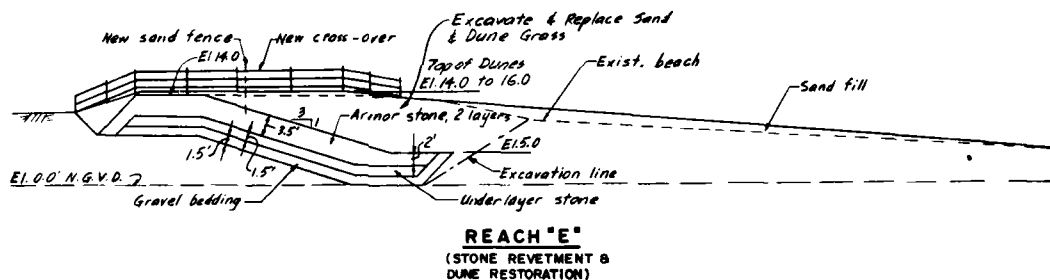 New sand fence
New cross-over
Excavate & Replace Sand
& Dune Grass
El.14.0
Top of Dunes
El.14.0 to 16.0
Exist. beach
Sand fill
3
1
Armor stone, 2 layers
3.5'
1.5'
1.5'
2'
El.5.0
El.0.0' N.G.V.D.
Gravel bedding
Excavation line
Underlayer stone
REACH "E"
(STONE REVETMENT &
DUNE RESTORATION)